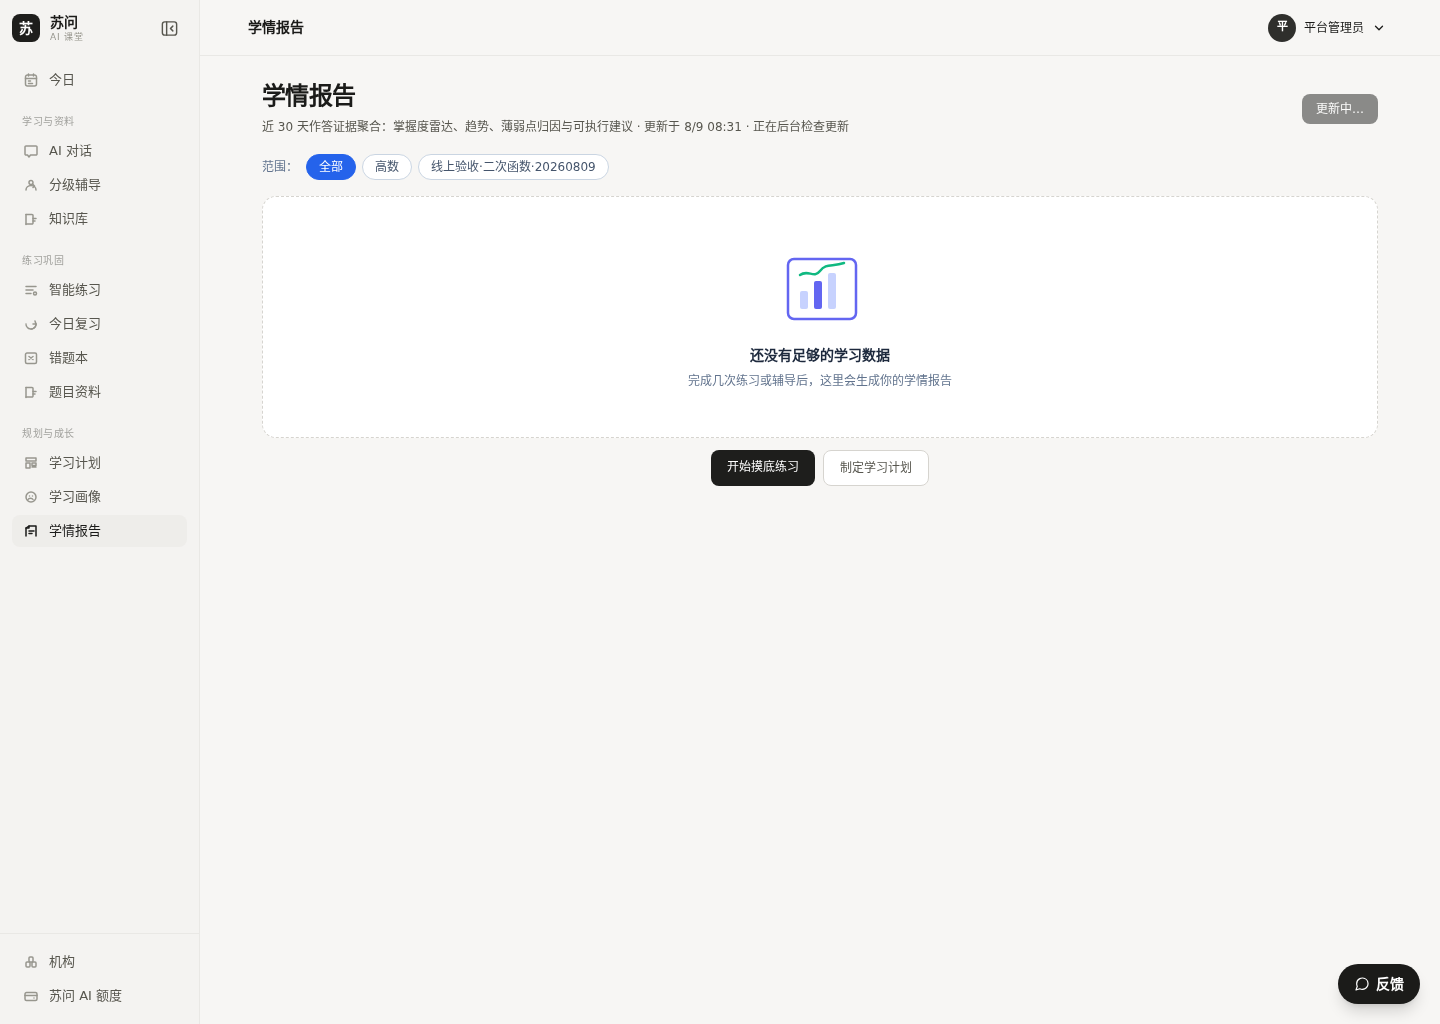 苏
苏问
AI 课堂
今日
学习与资料
AI 对话
分级辅导
知识库
练习巩固
智能练习
今日复习
错题本
题目资料
规划与成长
学习计划
学习画像
学情报告
机构
苏问 AI 额度
学情报告
平
平台管理员
学情报告
近 30 天作答证据聚合：掌握度雷达、趋势、薄弱点归因与可执行建议 · 更新于 8/9 08:31 · 正在后台检查更新
更新中...
范围：
全部
高数
线上验收·二次函数·20260809
还没有足够的学习数据
完成几次练习或辅导后，这里会生成你的学情报告
开始摸底练习
制定学习计划
反馈